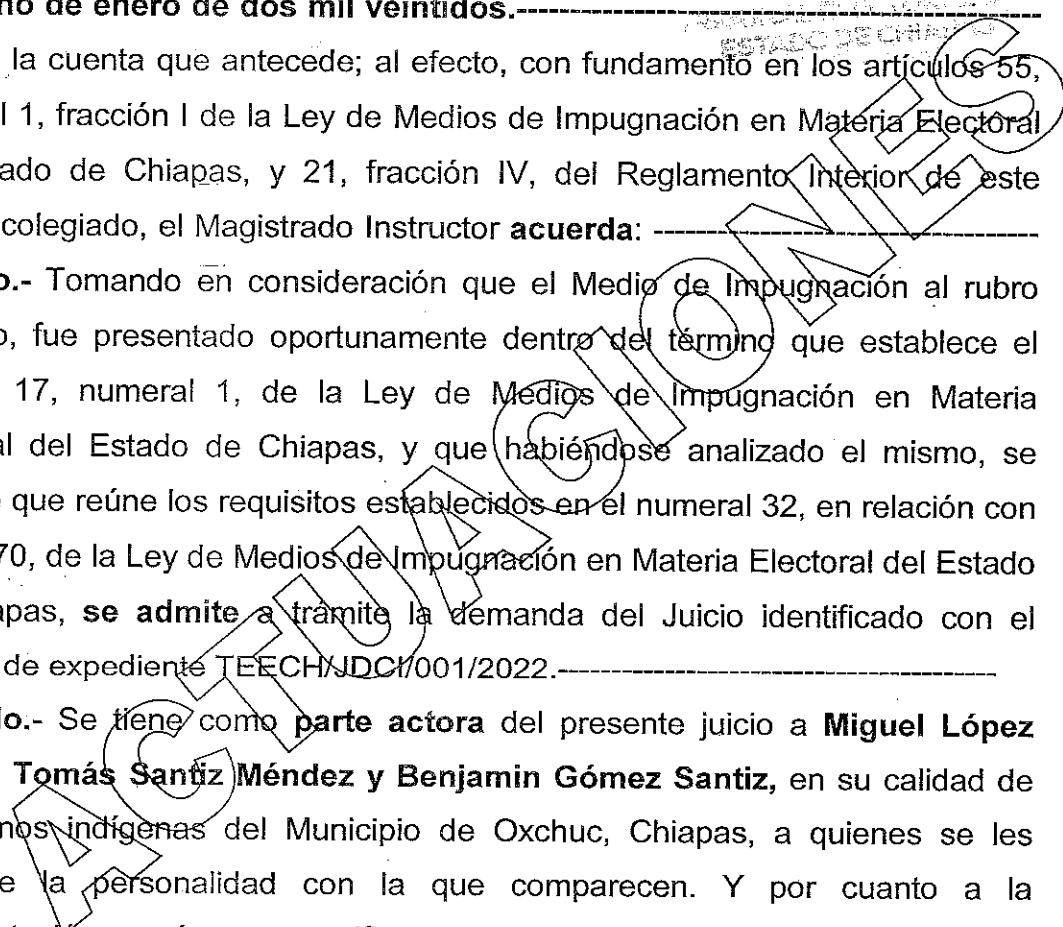 no de enero de dos mil veintidós.----------------------------------------
ESTADO DE CHIAPAS
la cuenta que antecede; al efecto, con fundamento en los artículos 55,
l 1, fracción I de la Ley de Medios de Impugnación en Materia Electoral
ado de Chiapas, y 21, fracción IV, del Reglamento Interior de este
colegiado, el Magistrado Instructor acuerda: --------------------------------
o.- Tomando en consideración que el Medio de Impugnación al rubro
o, fue presentado oportunamente dentro del término que establece el
17, numeral 1, de la Ley de Medios de Impugnación en Materia
al del Estado de Chiapas, y que habiéndose analizado el mismo, se
e que reúne los requisitos establecidos en el numeral 32, en relación con
70, de la Ley de Medios de Impugnación en Materia Electoral del Estado
apas, se admite a trámite la demanda del Juicio identificado con el
de expediente TEECH/JDCI/001/2022.------------------------------------
lo.- Se tiene como parte actora del presente juicio a Miguel López
Tomás Santiz Méndez y Benjamin Gómez Santiz, en su calidad de
nos indígenas del Municipio de Oxchuc, Chiapas, a quienes se les
e la personalidad con la que comparecen. Y por cuanto a la
ACTUACIONES